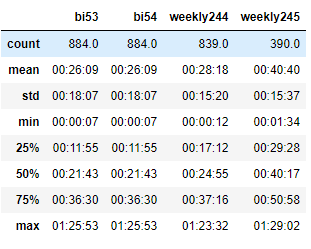 bi53 bi54 weekly244 weekly245
count 884.0 884.0 839.0 390.0
mean 00:26:09 00:26:09 00:28:18 00:40:40
std 00:18:07 00:18:07 00:15:20 00:15:37
min 00:00:07 00:00:07 00:00:12 00:01:34
25% 00:11:55 00:11:55 00:17:12 00:29:28
50% 00:21:43 00:21:43 00:24:55 00:40:17
75% 00:36:30 00:36:30 00:37:16 00:50:58
max 01:25:53 01:25:53 01:23:32 01:29:02